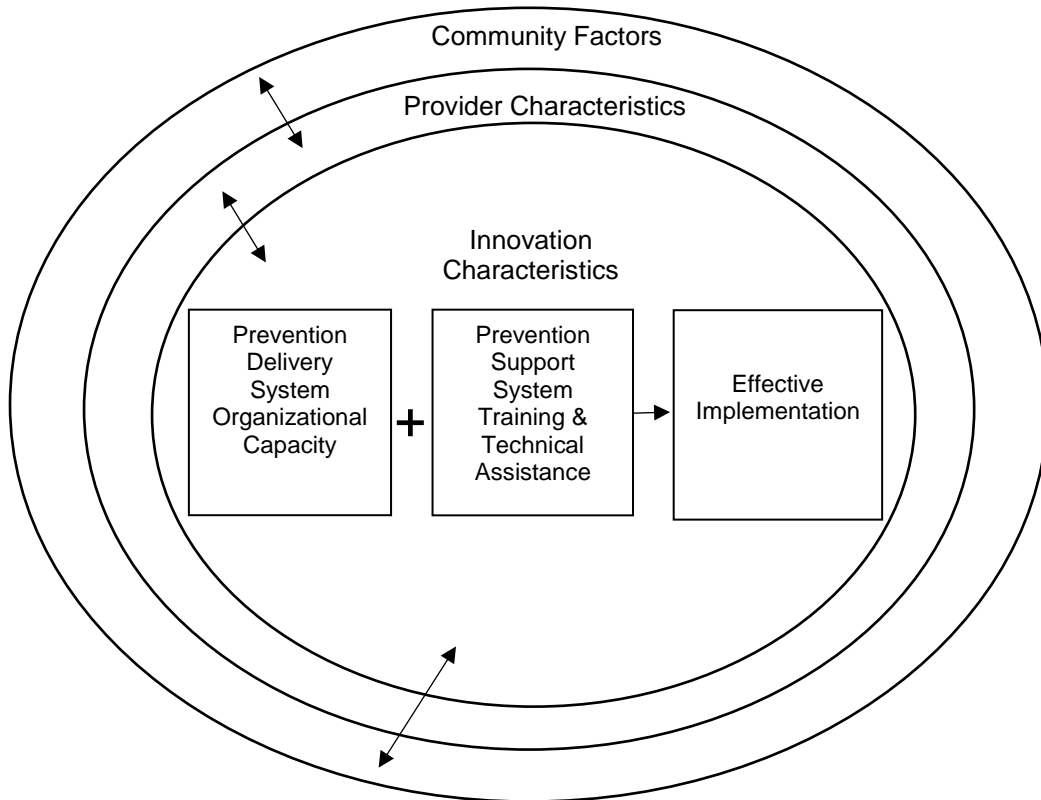 Community Factors
Provider Characteristics
Innovation
Characteristics
Prevention
Delivery
System
Organizational
Capacity
+
Prevention
Support
System
Training &
Technical
Assistance
Effective
Implementation